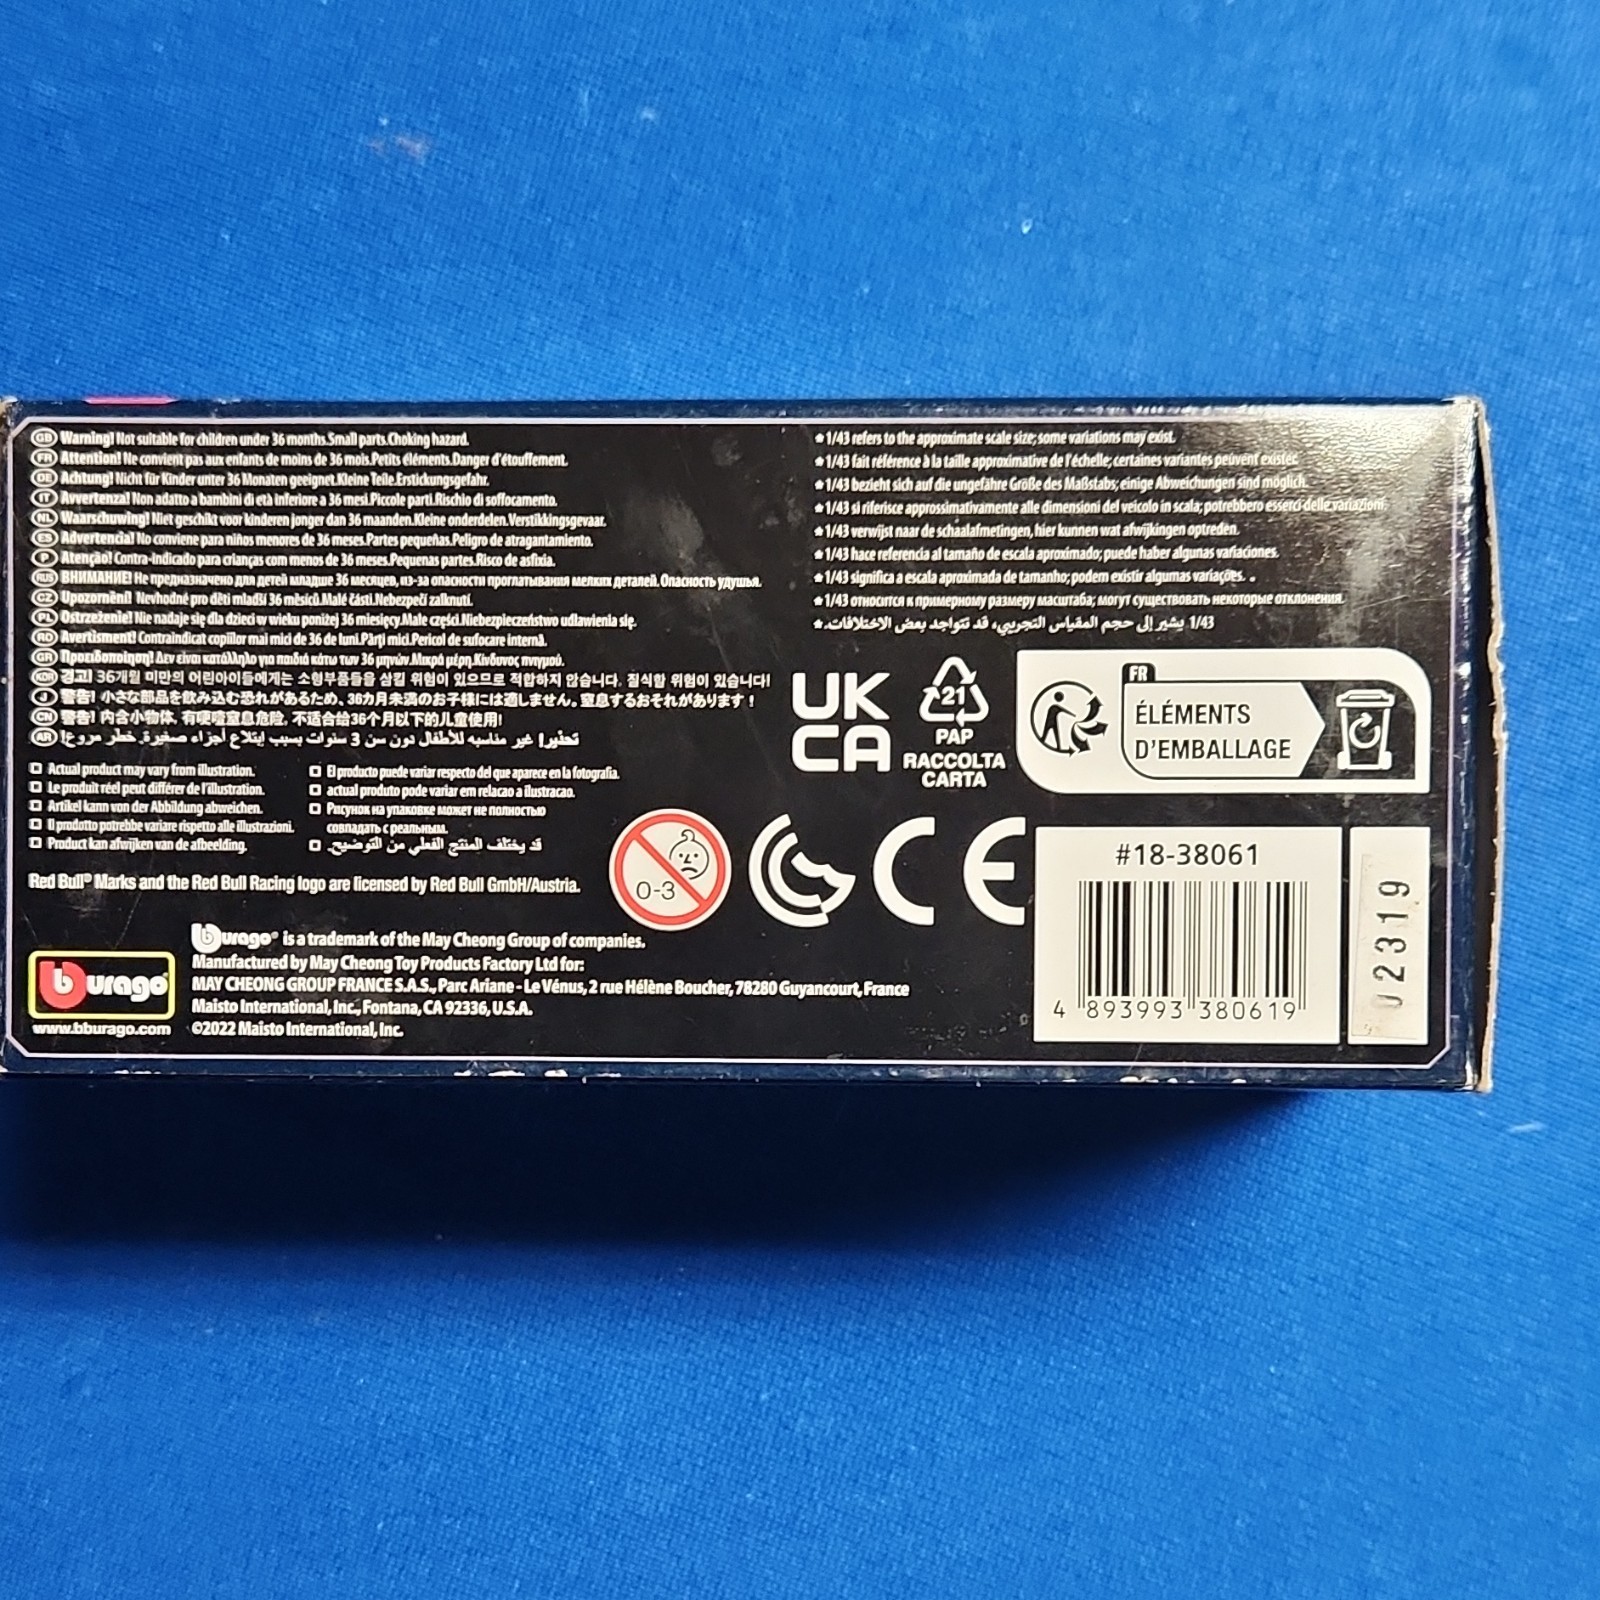 GB Warning! Not suitable for children under 36 months.Small parts.Choking hazard.
FR Attention! Ne convient pas aux enfants de moins de 36 mois.Petits éléments.Danger d'étouffement.
DE Achtung! Nicht für Kinder unter 36 Monaten geeignet.Kleine Teile.Erstickungsgefahr.
IT Avvertenza! Non adatto a bambini di età inferiore a 36 mesi.Piccole parti.Rischio di soffocamento.
NL Waarschuwing! Niet geschikt voor kinderen jonger dan 36 maanden.Kleine onderdelen.Verstikkingsgevaar.
ES Advertencia! No conviene para niños menores de 36 meses.Partes pequeñas.Peligro de atragantamiento.
P Atenção! Contra-indicado para crianças com menos de 36 meses.Pequenas partes.Risco de asfixia.
RUS ВНИМАНИЕ! Не предназначено для детей младше 36 месяцев, из-за опасности проглатывания мелких деталей. Опасность удушья.
CZ Upozornění! Nevhodné pro děti mladší 36 měsíců.Malé části.Nebezpečí zalknutí.
PL Ostrzeżenie! Nie nadaje się dla dzieci w wieku poniżej 36 miesięcy.Małe części.Niebezpieczeństwo udławienia się.
RO Avertisment! Contraindicat copiilor mai mici de 36 de luni.Părți mici.Pericol de sufocare internă.
GR Προειδοποίηση! Δεν είναι κατάλληλο για παιδιά κάτω των 36 μηνών.Μικρά μέρη.Κίνδυνος πνιγμού.
KOR 경고! 36개월 미만의 어린아이들에게는 소형부품들을 삼킬 위험이 있으므로 적합하지 않습니다. 질식할 위험이 있습니다!
J 警告! 小さな部品を飲み込む恐れがあるため、36カ月未満のお子様には適しません。窒息するおそれがあります!
CN 警告! 内含小物体, 有哽噎窒息危险, 不适合给36个月以下的儿童使用!
AR تحذير! غير مناسبه للأطفال دون سن 3 سنوات بسبب إبتلاع أجزاء صغيرة. خطر مروع!
★1/43 refers to the approximate scale size; some variations may exist.
★1/43 fait référence à la taille approximative de l'échelle; certaines variantes peuvent exister.
★1/43 bezieht sich auf die ungefähre Größe des Maßstabs; einige Abweichungen sind möglich.
★1/43 si riferisce approssimativamente alle dimensioni del veicolo in scala; potrebbero esserci delle variazioni.
★1/43 verwijst naar de schaalafmetingen, hier kunnen wat afwijkingen optreden.
★1/43 hace referencia al tamaño de escala aproximado; puede haber algunas variaciones.
★1/43 significa a escala aproximada de tamanho; podem existir algumas variações.
★1/43 относится к примерному размеру масштаба; могут существовать некоторые отклонения.
★1/43 يشير إلى حجم المقياس التجريبي، قد تتواجد بعض الاختلافات.
Actual product may vary from illustration.
Le produit réel peut différer de l'illustration.
Artikel kann von der Abbildung abweichen.
Il prodotto potrebbe variare rispetto alle illustrazioni.
Product kan afwijken van de afbeelding.
El producto puede variar respecto del que aparece en la fotografia.
actual produto pode variar em relacao a ilustracao.
Рисунок на упаковке может не полностью
совпадать с реальным.
قد يختلف المنتج الفعلي من التوضيح.
Red Bull® Marks and the Red Bull Racing logo are licensed by Red Bull GmbH/Austria.
UK
CA
21
PAP
RACCOLTA
CARTA
FR
ÉLÉMENTS
D'EMBALLAGE
0-3
CE
#18-38061
4 893993 380619
02319
burago
www.bburago.com
burago® is a trademark of the May Cheong Group of companies.
Manufactured by May Cheong Toy Products Factory Ltd for:
MAY CHEONG GROUP FRANCE S.A.S., Parc Ariane - Le Vénus, 2 rue Hélène Boucher, 78280 Guyancourt, France
Maisto International, Inc., Fontana, CA 92336, U.S.A.
©2022 Maisto International, Inc.